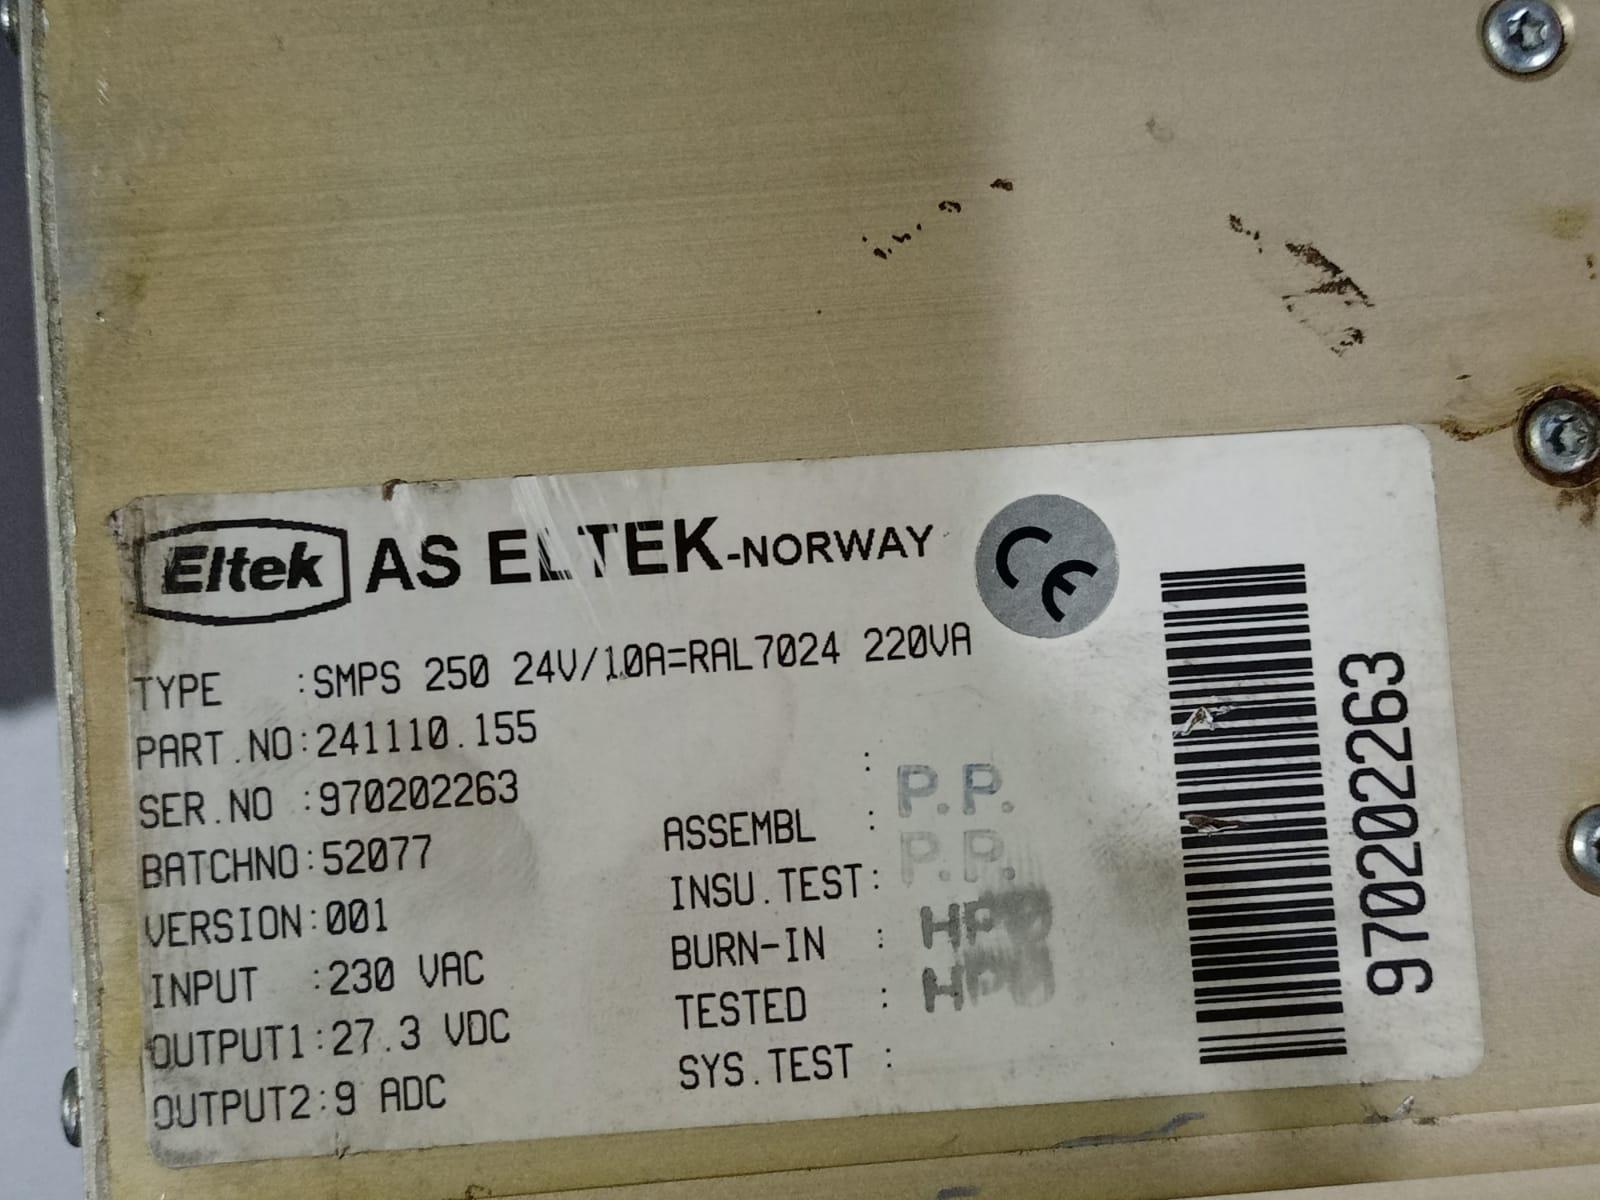 Eltek AS ELTEK-NORWAY
CE
TYPE :SMPS 250 24V/10A=RAL7024 220VA
PART.NO:241110.155
SER.NO :970202263
BATCHNO:52077
VERSION:001
INPUT :230 VAC
OUTPUT1:27.3 VDC
OUTPUT2:9 ADC
:
ASSEMBL : P.P.
INSU.TEST: P.P.
BURN-IN :
TESTED :
SYS.TEST :
970202263